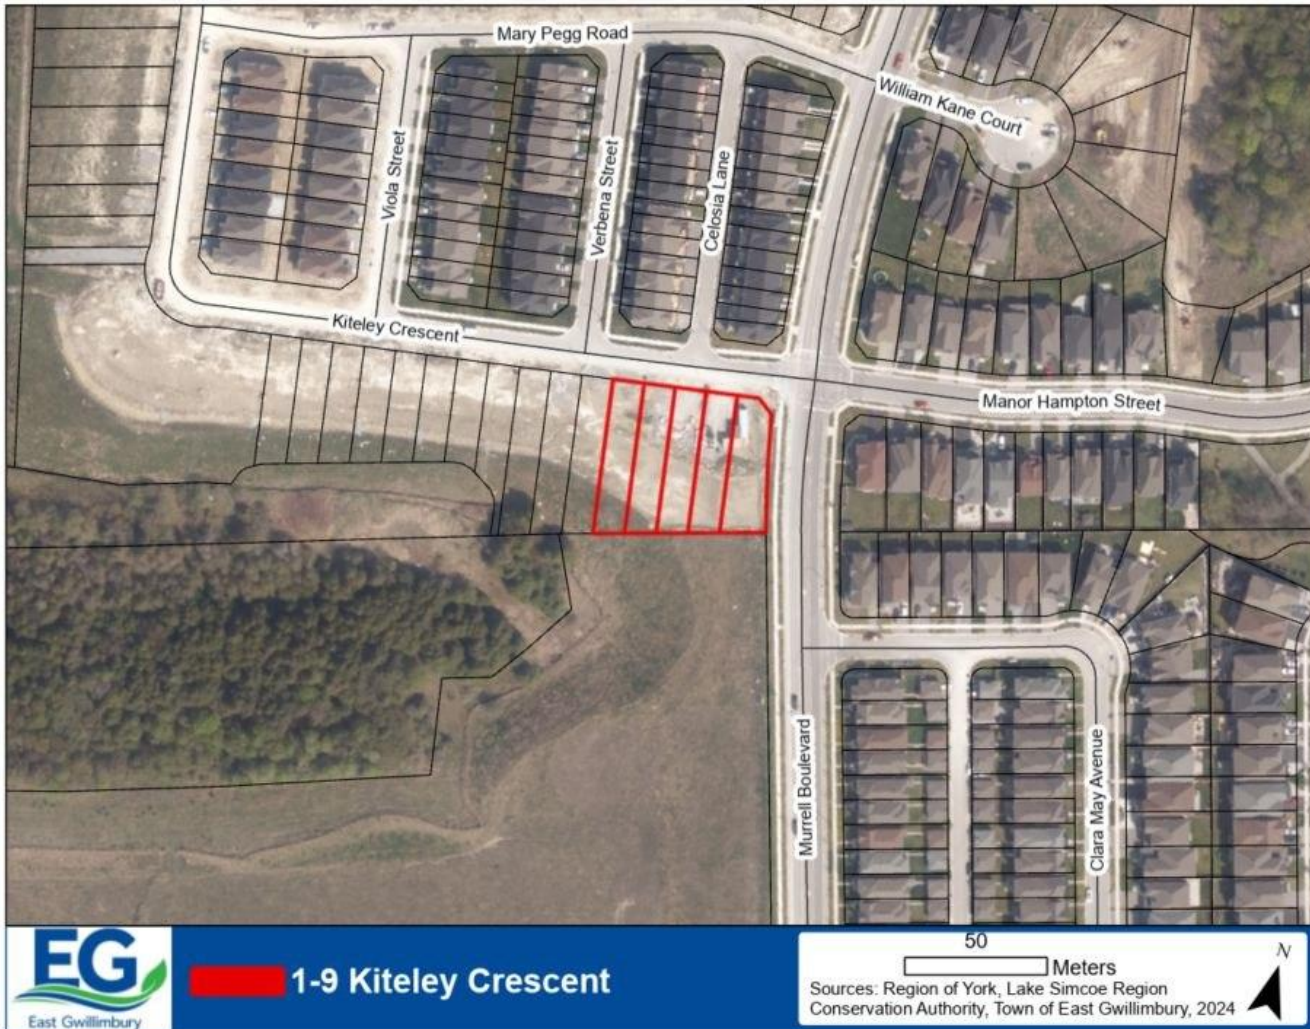 Mary Pegg Road
William Kane Court
Viola Street
Verbena Street
Celosia Lane
Kiteley Crescent
Manor Hampton Street
Murrell Boulevard
Clara May Avenue
EG
East Gwillimbury
1-9 Kiteley Crescent
50
Meters
Sources: Region of York, Lake Simcoe Region
Conservation Authority, Town of East Gwillimbury, 2024
N